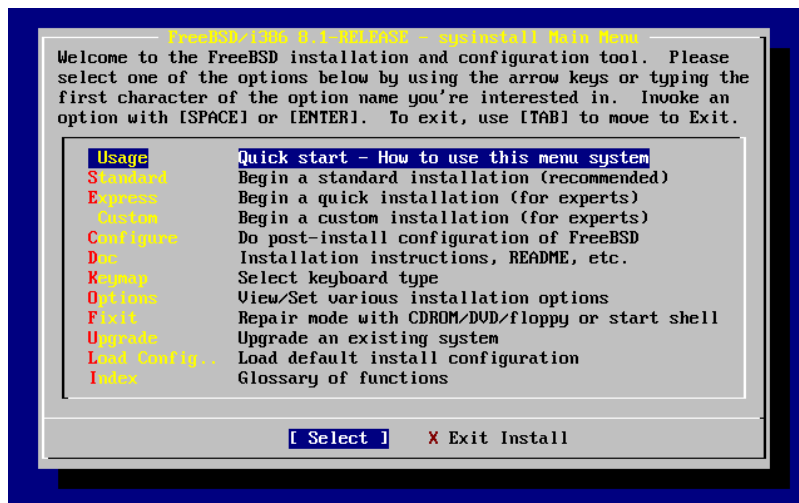 FreeBSD/i386 8.1-RELEASE - sysinstall Main Menu
Welcome to the FreeBSD installation and configuration tool.  Please
select one of the options below by using the arrow keys or typing the
first character of the option name you're interested in.  Invoke an
option with [SPACE] or [ENTER].  To exit, use [TAB] to move to Exit.
Usage Quick start - How to use this menu system
Standard Begin a standard installation (recommended)
Express Begin a quick installation (for experts)
Custom Begin a custom installation (for experts)
Configure Do post-install configuration of FreeBSD
Doc Installation instructions, README, etc.
Keymap Select keyboard type
Options View/Set various installation options
Fixit Repair mode with CDROM/DVD/floppy or start shell
Upgrade Upgrade an existing system
Load Config.. Load default install configuration
Index Glossary of functions
[ Select ] X Exit Install